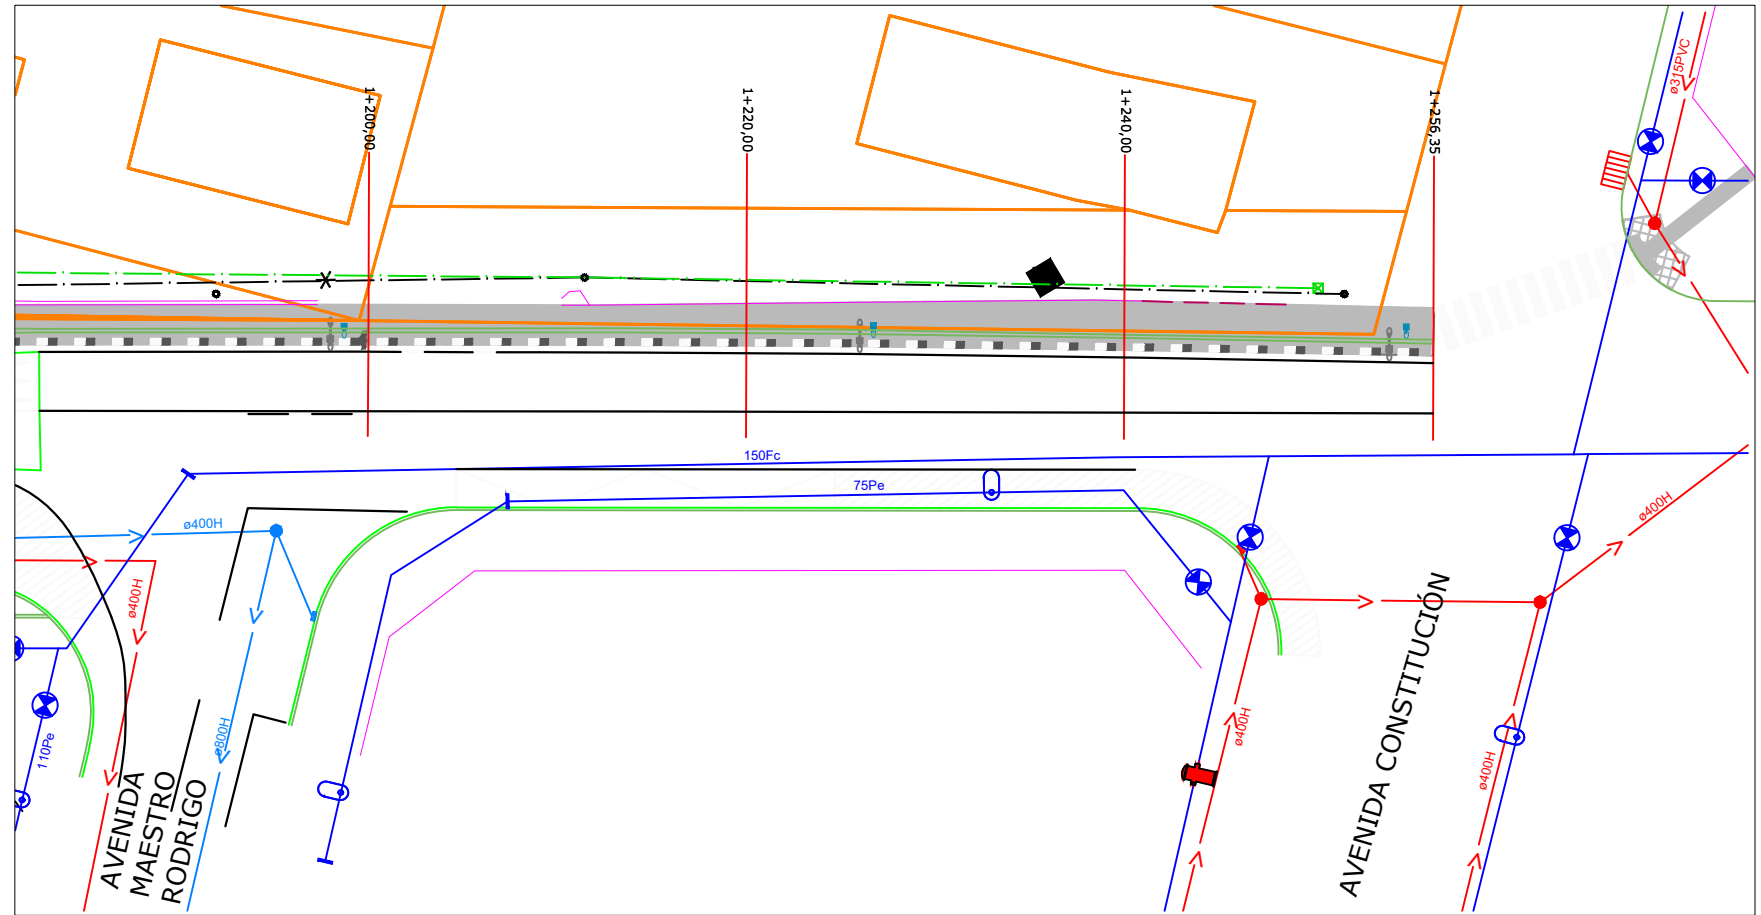 1+200,00
1+220,00
1+240,00
1+256,35
ø315PVC
150Fc
75Pe
ø400H
ø400H
ø400H
ø800H
110Pe
ø400H
ø400H
AVENIDA
MAESTRO
RODRIGO
AVENIDA CONSTITUCIÓN